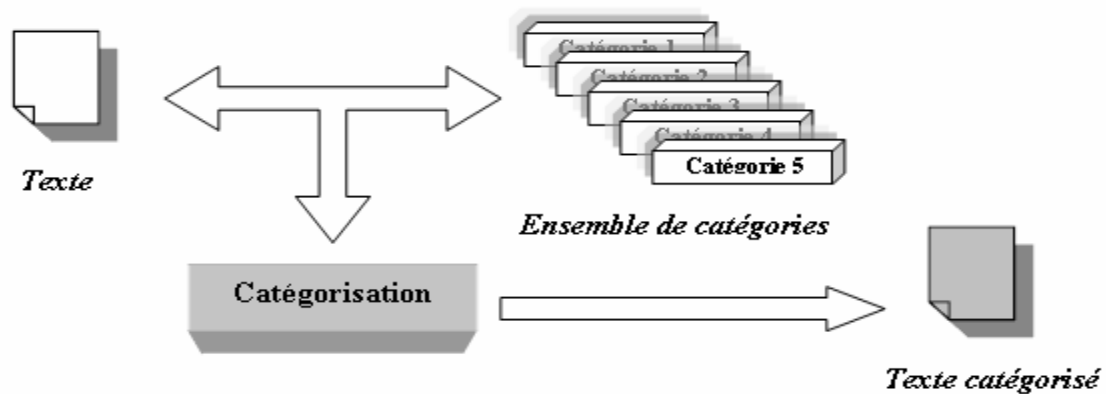 Catégorie 1
Catégorie 2
Catégorie 3
Catégorie 4
Catégorie 5
Texte
Ensemble de catégories
Catégorisation
Texte catégorisé